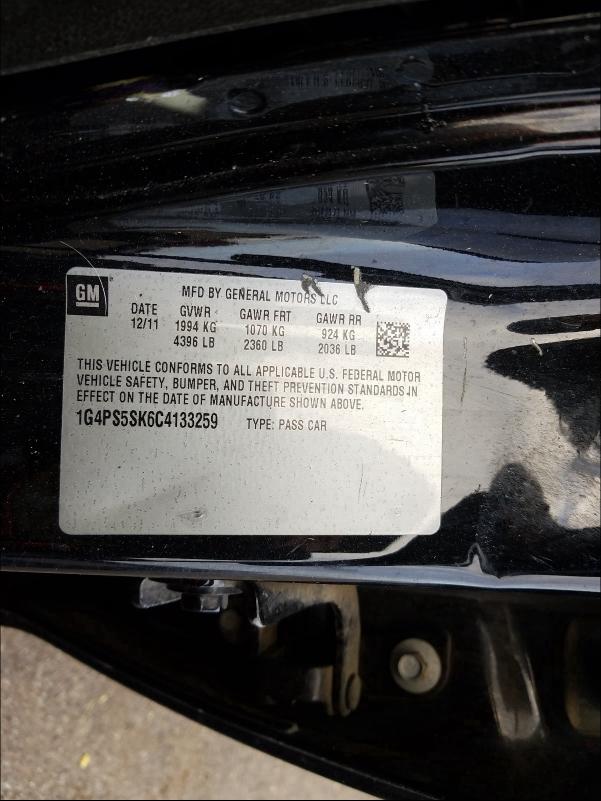 GM
MFD BY GENERAL MOTORS LLC
DATE GVWR GAWR FRT GAWR RR
12/11 1994 KG 1070 KG 924 KG
4396 LB 2360 LB 2036 LB
THIS VEHICLE CONFORMS TO ALL APPLICABLE U.S. FEDERAL MOTOR
VEHICLE SAFETY, BUMPER, AND THEFT PREVENTION STANDARDS IN
EFFECT ON THE DATE OF MANUFACTURE SHOWN ABOVE.
1G4PS5SK6C4133259 TYPE: PASS CAR